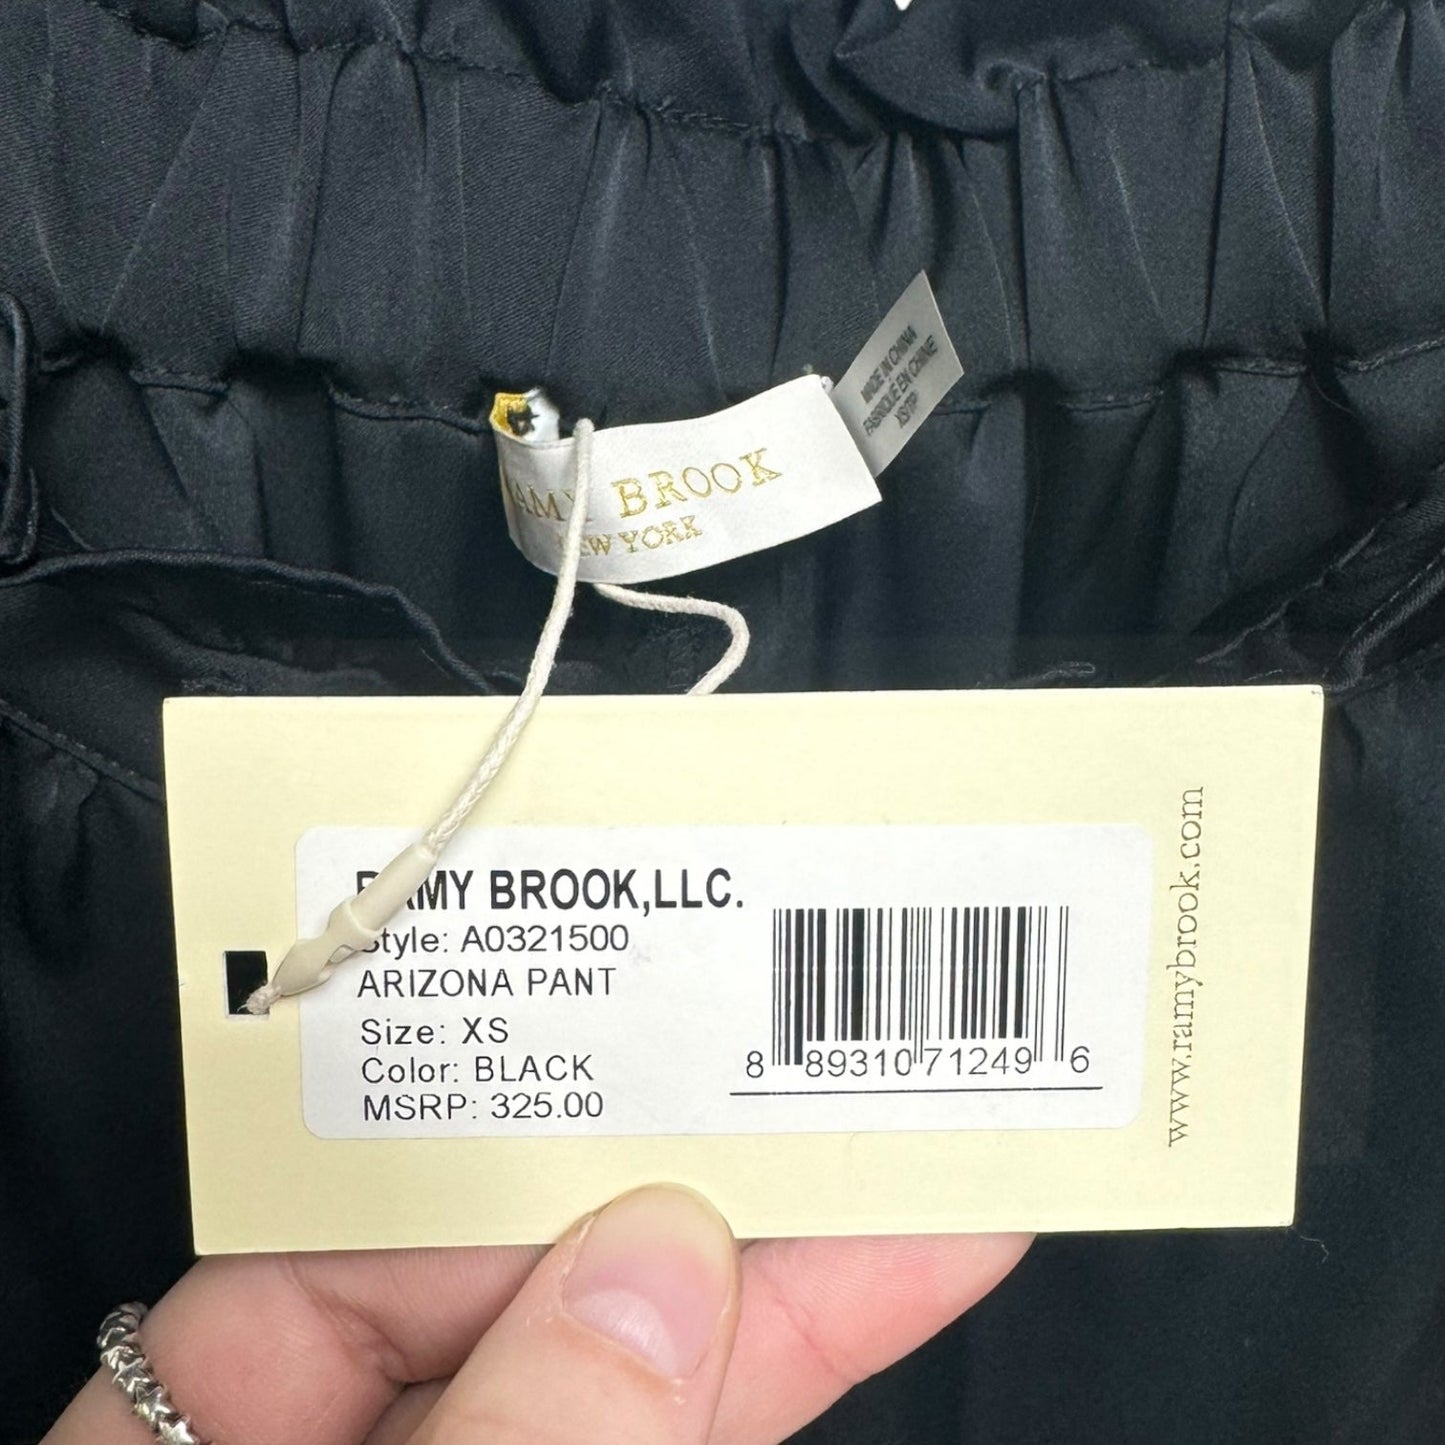 MADE IN CHINA
FABRIQUÉ EN CHINE
XS/TP
RAMY BROOK
NEW YORK
RAMY BROOK,LLC.
Style: A0321500
ARIZONA PANT
Size: XS
Color: BLACK
MSRP: 325.00
8 89310 71249 6
www.ramybrook.com